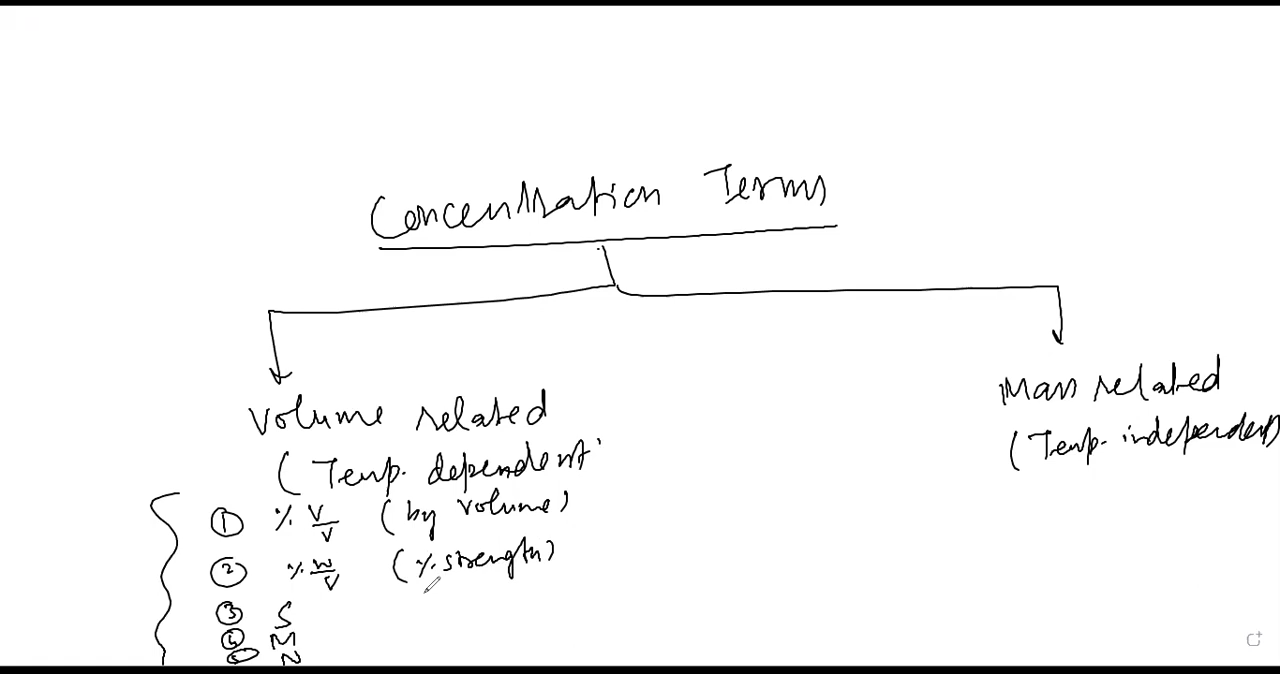 Concentration Terms
Volume related
(Temp. dependent
① % V/V (by volume)
② % W/V (% strength)
③ S
④ M
⑤ N
Mass related
(Temp. independent)